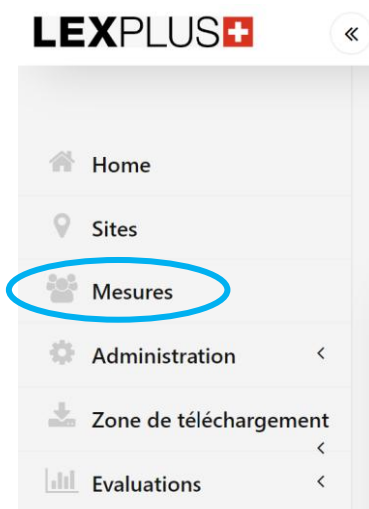 LEXPLUS
Home
Sites
Mesures
Administration
Zone de téléchargement
Evaluations